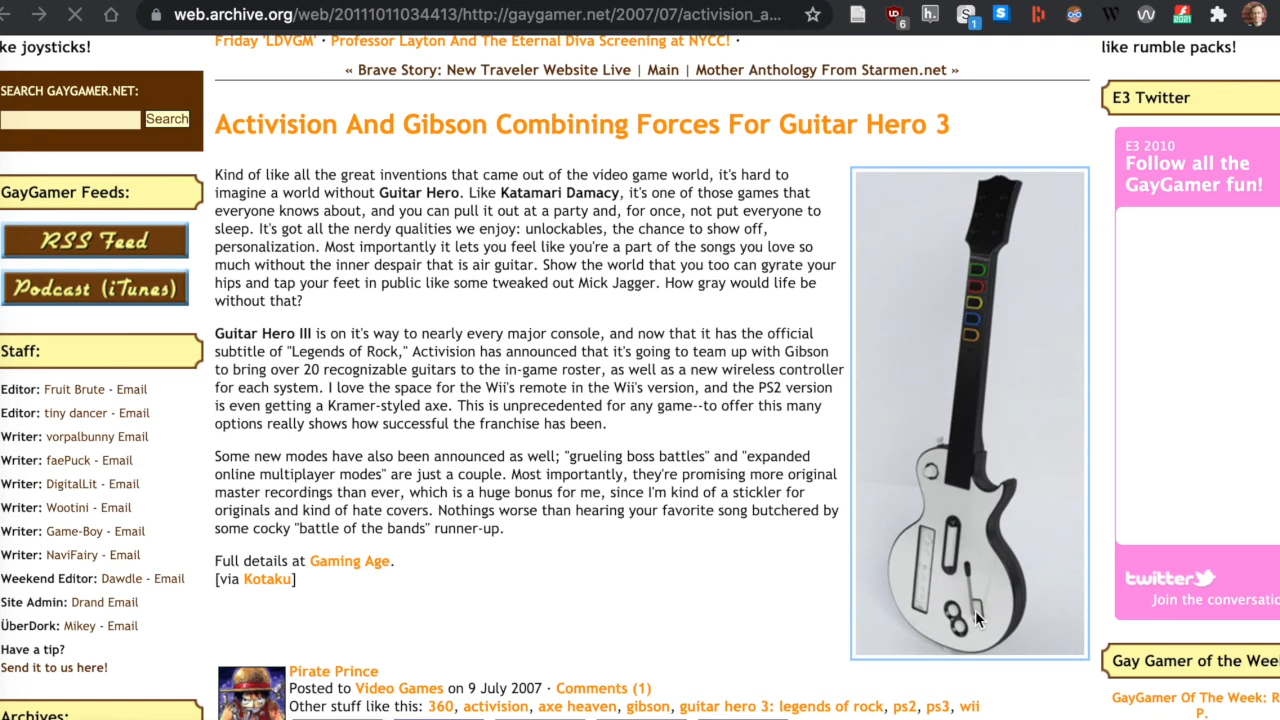 web.archive.org/web/20111011034413/http://gaygamer.net/2007/07/activision_a...
6
1
2021
ke joysticks!
Friday 'LDVGM' · Professor Layton And The Eternal Diva Screening at NYCC! ·
like rumble packs!
« Brave Story: New Traveler Website Live | Main | Mother Anthology From Starmen.net »
SEARCH GAYGAMER.NET:
Search
GayGamer Feeds:
RSS Feed
Podcast (iTunes)
Staff:
Editor: Fruit Brute - Email
Editor: tiny dancer - Email
Writer: vorpalbunny Email
Writer: faePuck - Email
Writer: DigitalLit - Email
Writer: Wootini - Email
Writer: Game-Boy - Email
Writer: NaviFairy - Email
Weekend Editor: Dawdle - Email
Site Admin: Drand Email
ÜberDork: Mikey - Email
Have a tip?
Send it to us here!
Archives:
Activision And Gibson Combining Forces For Guitar Hero 3
Kind of like all the great inventions that came out of the video game world, it's hard to
imagine a world without Guitar Hero. Like Katamari Damacy, it's one of those games that
everyone knows about, and you can pull it out at a party and, for once, not put everyone to
sleep. It's got all the nerdy qualities we enjoy: unlockables, the chance to show off,
personalization. Most importantly it lets you feel like you're a part of the songs you love so
much without the inner despair that is air guitar. Show the world that you too can gyrate your
hips and tap your feet in public like some tweaked out Mick Jagger. How gray would life be
without that?
Guitar Hero III is on it's way to nearly every major console, and now that it has the official
subtitle of "Legends of Rock," Activision has announced that it's going to team up with Gibson
to bring over 20 recognizable guitars to the in-game roster, as well as a new wireless controller
for each system. I love the space for the Wii's remote in the Wii's version, and the PS2 version
is even getting a Kramer-styled axe. This is unprecedented for any game--to offer this many
options really shows how successful the franchise has been.
Some new modes have also been announced as well; "grueling boss battles" and "expanded
online multiplayer modes" are just a couple. Most importantly, they're promising more original
master recordings than ever, which is a huge bonus for me, since I'm kind of a stickler for
originals and kind of hate covers. Nothings worse than hearing your favorite song butchered by
some cocky "battle of the bands" runner-up.
Full details at Gaming Age.
[via Kotaku]
Pirate Prince
Posted to Video Games on 9 July 2007 · Comments (1)
Other stuff like this: 360, activision, axe heaven, gibson, guitar hero 3: legends of rock, ps2, ps3, wii
E3 Twitter
E3 2010
Follow all the
GayGamer fun!
twitter
Join the conversatio
Gay Gamer of the Wee
GayGamer Of The Week: R
P.